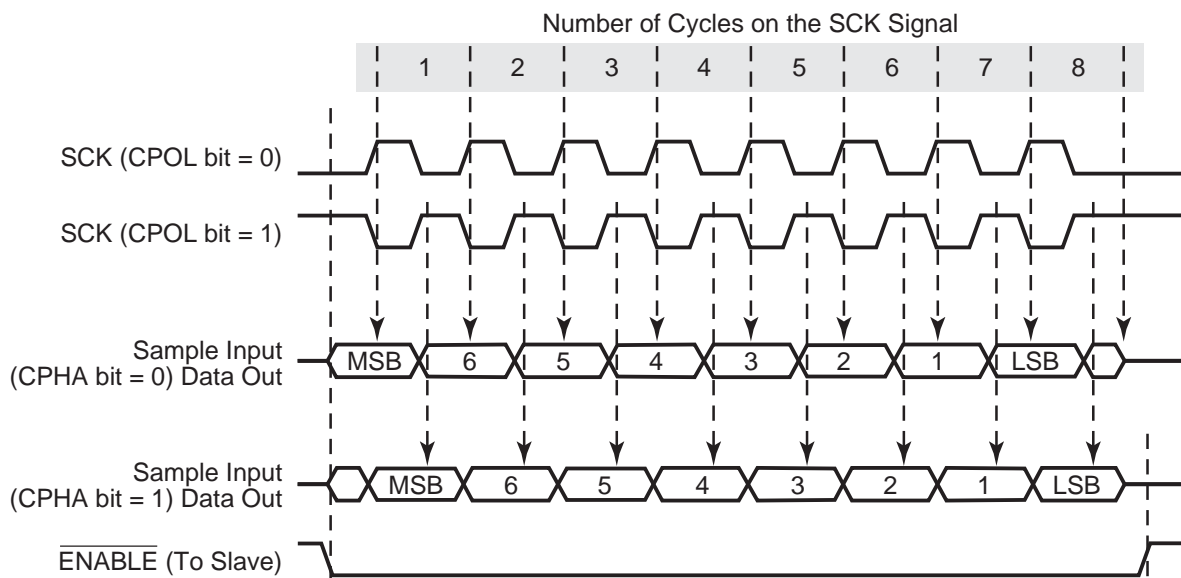 Number of Cycles on the SCK Signal
1 2 3 4 5 6 7 8
SCK (CPOL bit = 0)
SCK (CPOL bit = 1)
Sample Input
(CPHA bit = 0) Data Out
MSB 6 5 4 3 2 1 LSB
Sample Input
(CPHA bit = 1) Data Out
MSB 6 5 4 3 2 1 LSB
ENABLE (To Slave)